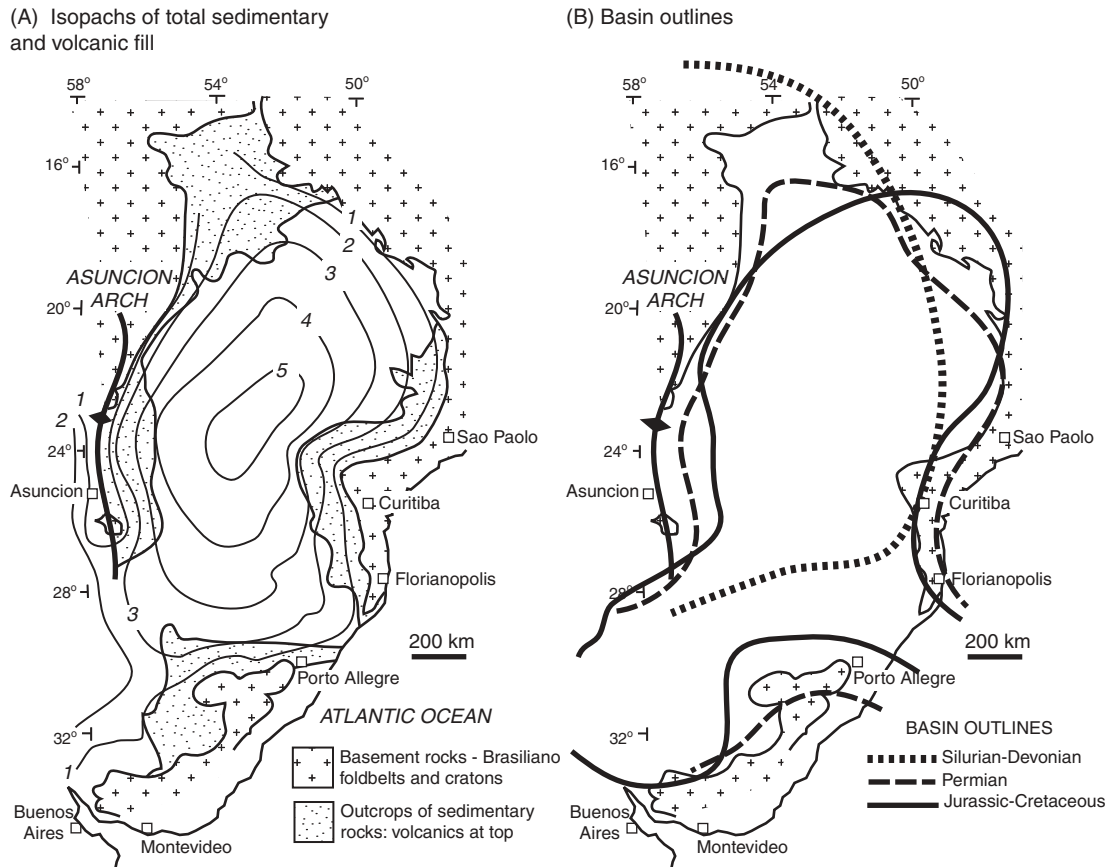 (A) Isopachs of total sedimentary
and volcanic fill
58° 54° 50°
16°
1
2
3
ASUNCION
ARCH
20°
4
5
1
2
Sao Paolo
24°
Asuncion
Curitiba
Florianopolis
28°
3
200 km
Porto Allegre
ATLANTIC OCEAN
32°
Basement rocks - Brasiliano
foldbelts and cratons
1
Outcrops of sedimentary
rocks: volcanics at top
Buenos
Aires
Montevideo
(B) Basin outlines
58° 54° 50°
16°
ASUNCION
ARCH
20°
Sao Paolo
24°
Asuncion
Curitiba
Florianopolis
28°
200 km
Porto Allegre
32°
BASIN OUTLINES
Silurian-Devonian
Permian
Jurassic-Cretaceous
Buenos
Aires
Montevideo